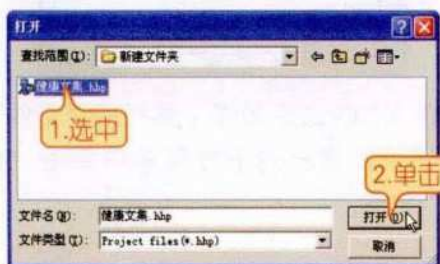 打开
查找范围(I): 新建文件夹
健康文集.hhp
1.选中
2.单击
文件名(N): 健康文集.hhp 打开(O)
文件类型(T): Project files(*.hhp) 取消